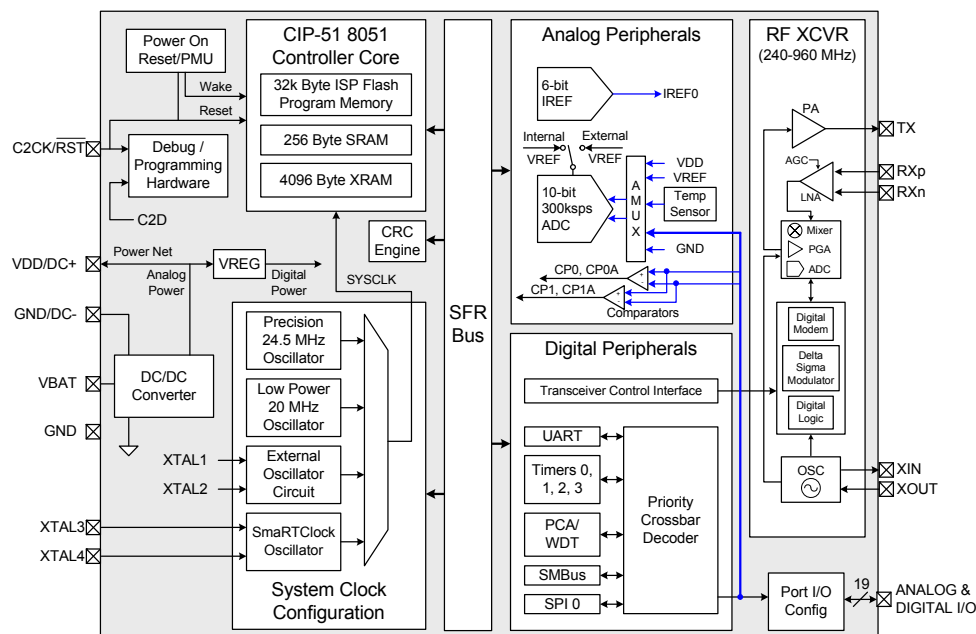 Power On
Reset/PMU
Wake
Reset
C2CK/RST
Debug /
Programming
Hardware
C2D
VDD/DC+
Power Net
Analog
Power
VREG
Digital
Power
GND/DC-
DC/DC
Converter
VBAT
GND
XTAL1
XTAL2
XTAL3
XTAL4
CIP-51 8051
Controller Core
32k Byte ISP Flash
Program Memory
256 Byte SRAM
4096 Byte XRAM
CRC
Engine
SYSCLK
Precision
24.5 MHz
Oscillator
Low Power
20 MHz
Oscillator
External
Oscillator
Circuit
SmaRTClock
Oscillator
System Clock
Configuration
SFR
Bus
Analog Peripherals
6-bit
IREF
IREF0
Internal
VREF
External
VREF
10-bit
300ksps
ADC
A
M
U
X
VDD
VREF
Temp
Sensor
GND
CP0, CP0A
+
-
CP1, CP1A
+
-
Comparators
Digital Peripherals
Transceiver Control Interface
UART
Timers 0,
1, 2, 3
PCA/
WDT
SMBus
SPI 0
Priority
Crossbar
Decoder
RF XCVR
(240-960 MHz)
PA
TX
AGC
LNA
RXp
RXn
Mixer
PGA
ADC
Digital
Modem
Delta
Sigma
Modulator
Digital
Logic
OSC
XIN
XOUT
Port I/O
Config
19
ANALOG &
DIGITAL I/O